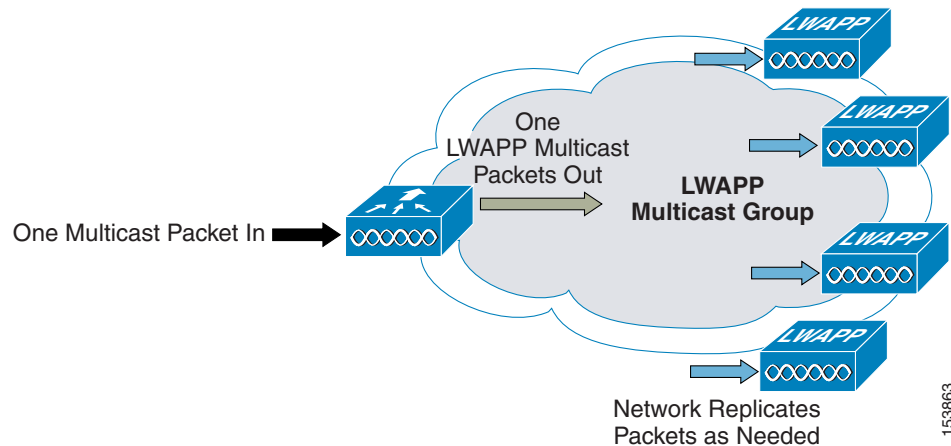 LWAPP
One
LWAPP Multicast
Packets Out
LWAPP
LWAPP
Multicast Group
One Multicast Packet In
LWAPP
LWAPP
Network Replicates
Packets as Needed
153863